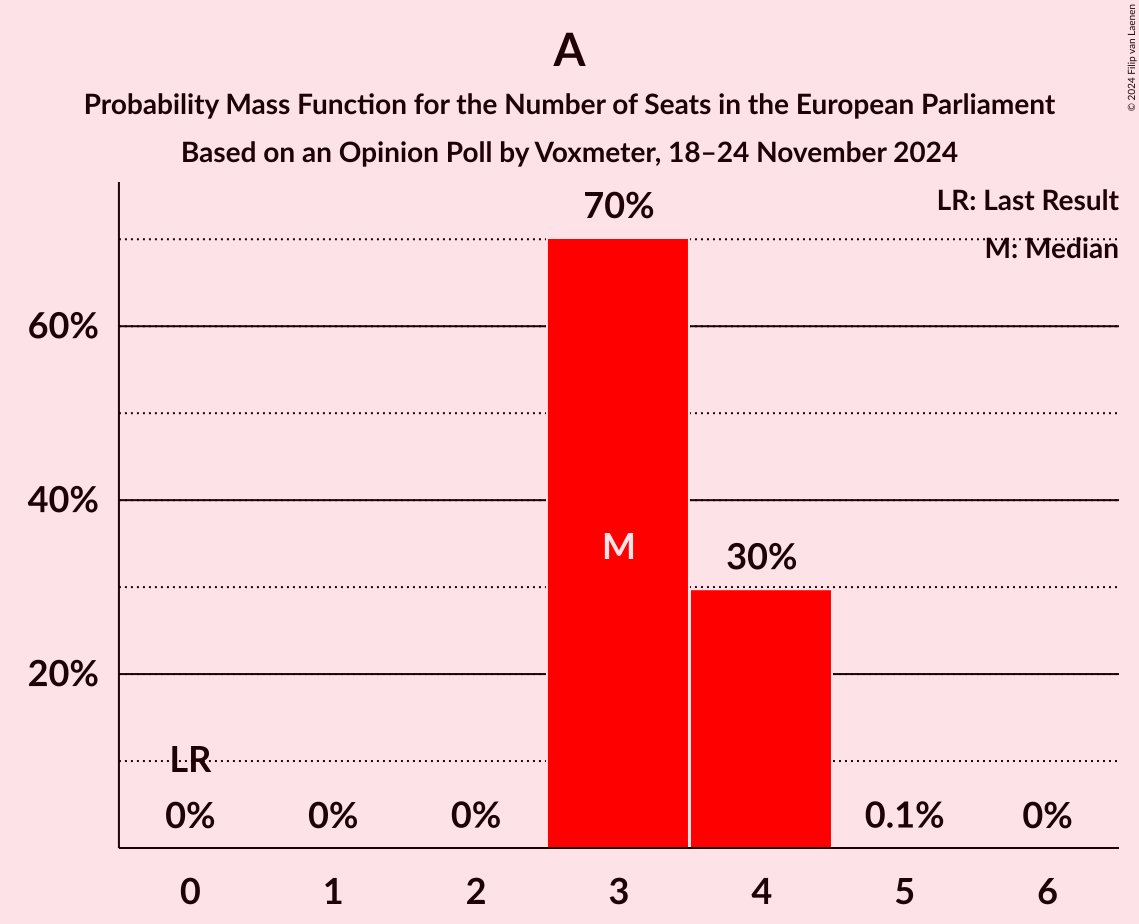 A
Probability Mass Function for the Number of Seats in the European Parliament
Based on an Opinion Poll by Voxmeter, 18–24 November 2024
© 2024 Filip van Laenen
LR: Last Result
M: Median
70%
60%
40%
M
30%
20%
LR
0% 0% 0% 0.1% 0%
0 1 2 3 4 5 6